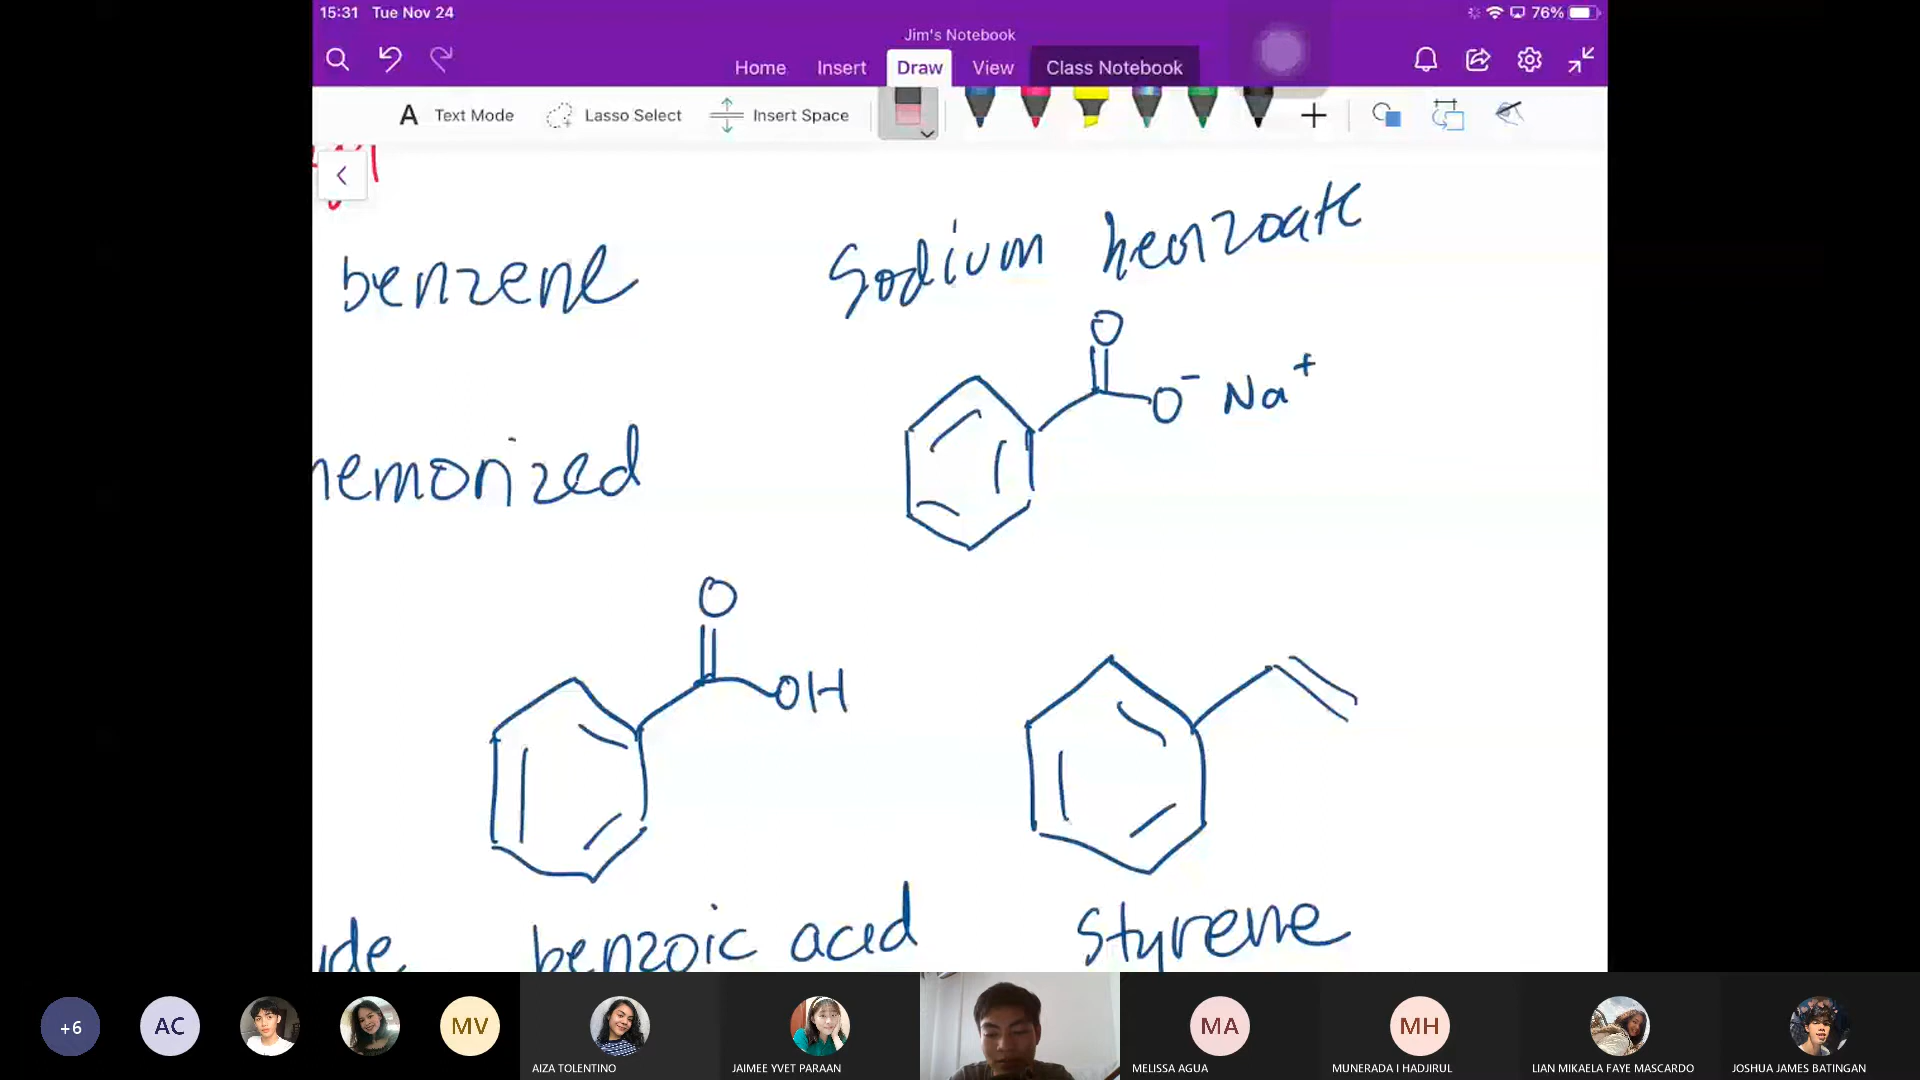 15:31 Tue Nov 24
76%
Jim's Notebook
Home Insert Draw View Class Notebook
A Text Mode Lasso Select Insert Space
benzene
Sodium benzoate
O
O⁻ Na⁺
memorized
O
OH
benzoic acid
styrene
+6
AC
MV
MA
MH
AIZA TOLENTINO
JAIMEE YVET PARAAN
MELISSA AGUA
MUNERADA I HADJIRUL
LIAN MIKAELA FAYE MASCARDO
JOSHUA JAMES BATINGAN